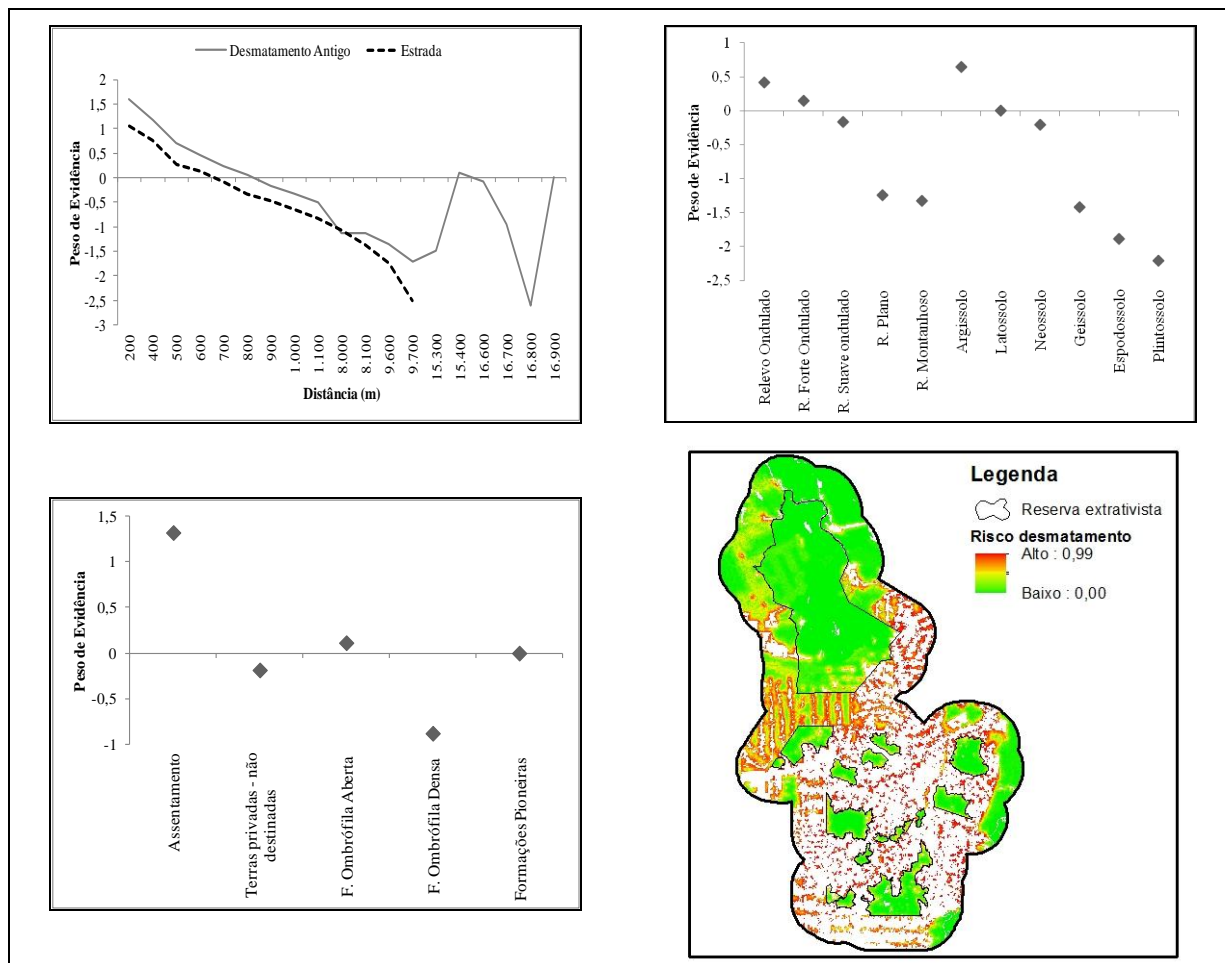 Desmatamento Antigo
Estrada
2
1,5
1
0,5
0
-0,5
-1
-1,5
-2
-2,5
-3
Peso de Evidência
200
400
500
600
700
800
900
1.000
1.100
8.000
8.100
9.600
9.700
15.300
15.400
16.600
16.700
16.800
16.900
Distância (m)
1
0,5
0
-0,5
-1
-1,5
-2
-2,5
Peso de Evidência
Relevo Ondulado
R. Forte Ondulado
R. Suave ondulado
R. Plano
R. Montanhoso
Argissolo
Latossolo
Neossolo
Geissolo
Espodossolo
Plintossolo
1,5
1
0,5
0
-0,5
-1
Peso de Evidência
Assentamento
Terras privadas - não
destinadas
F. Ombrófila Aberta
F. Ombrófila Densa
Formações Pioneiras
Legenda
Reserva extrativista
Risco desmatamento
Alto : 0,99
Baixo : 0,00